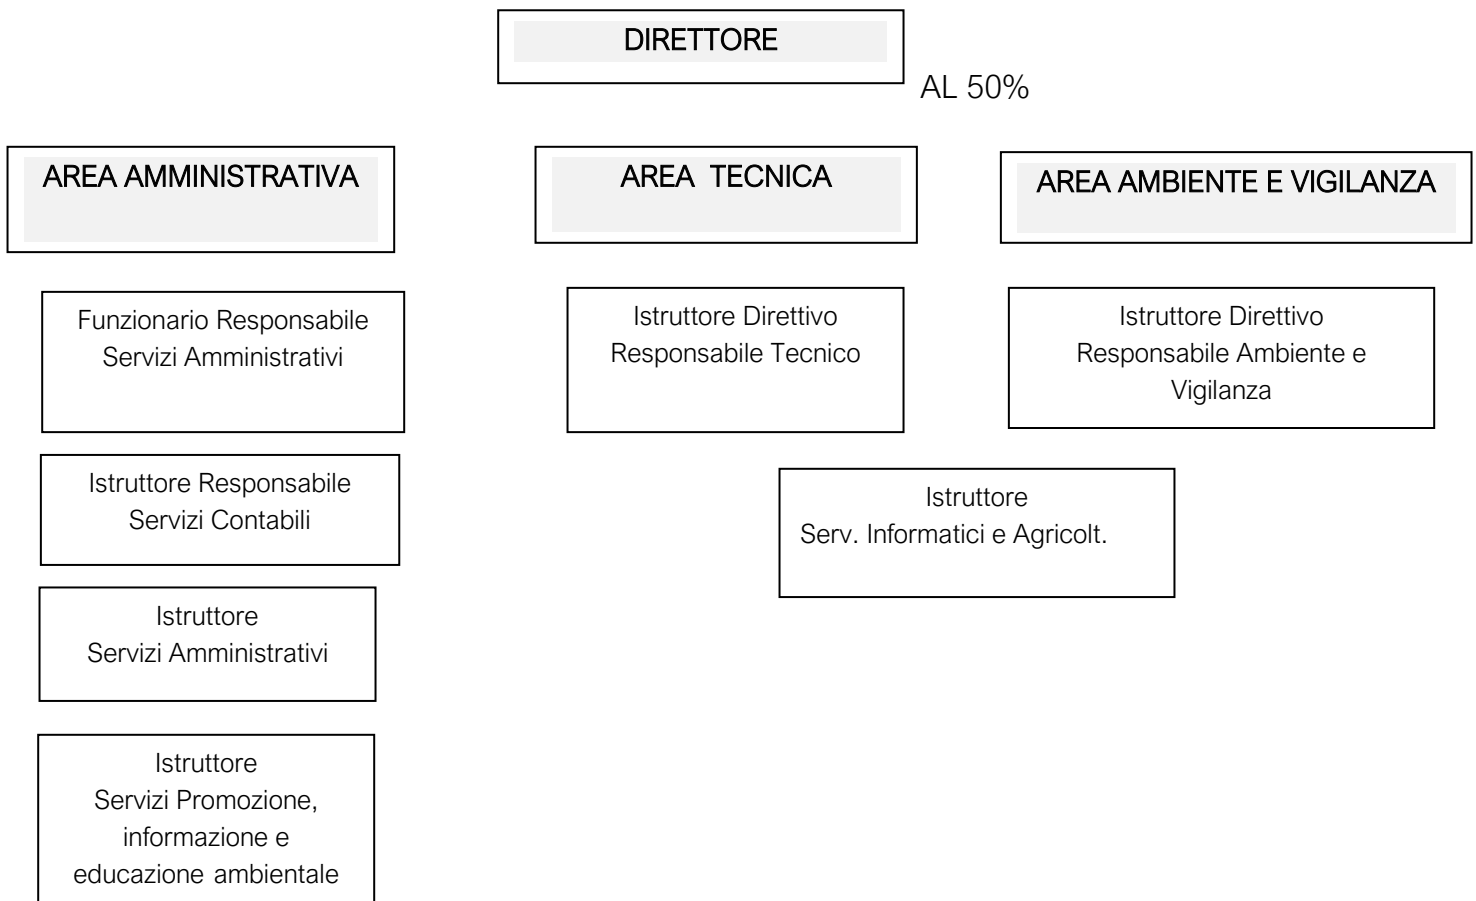 DIRETTORE
AL 50%
AREA AMMINISTRATIVA
AREA TECNICA
AREA AMBIENTE E VIGILANZA
Funzionario Responsabile
Servizi Amministrativi
Istruttore Direttivo
Responsabile Tecnico
Istruttore Direttivo
Responsabile Ambiente e
Vigilanza
Istruttore Responsabile
Servizi Contabili
Istruttore
Serv. Informatici e Agricolt.
Istruttore
Servizi Amministrativi
Istruttore
Servizi Promozione,
informazione e
educazione ambientale